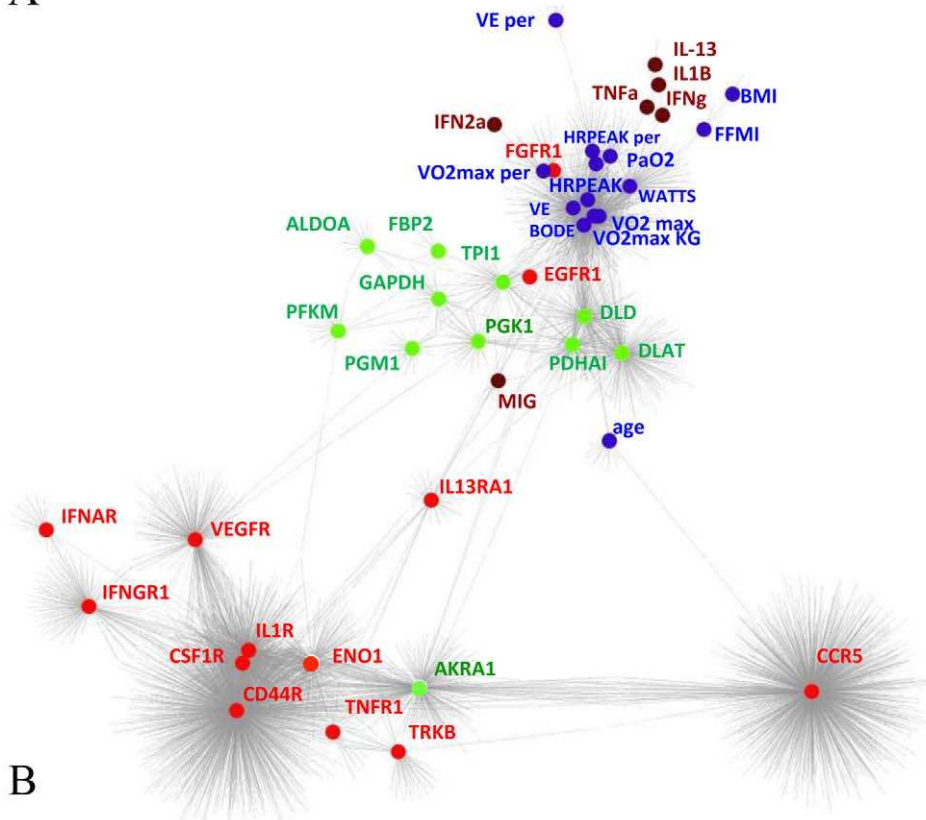 VE per
IL-13
IL1B
TNFa
IFNg
BMI
IFN2a
FFMI
HRPEAK per
FGFR1
PaO2
VO2max per
HRPEAK
WATTS
VE
VO2 max
BODE
VO2max KG
ALDOA
FBP2
TPI1
EGFR1
GAPDH
PFKM
PGK1
DLD
PGM1
PDHAI
DLAT
MIG
age
IL13RA1
IFNAR
VEGFR
IFNGR1
IL1R
CSF1R
ENO1
AKRA1
CCR5
CD44R
TNFR1
TRKB
B